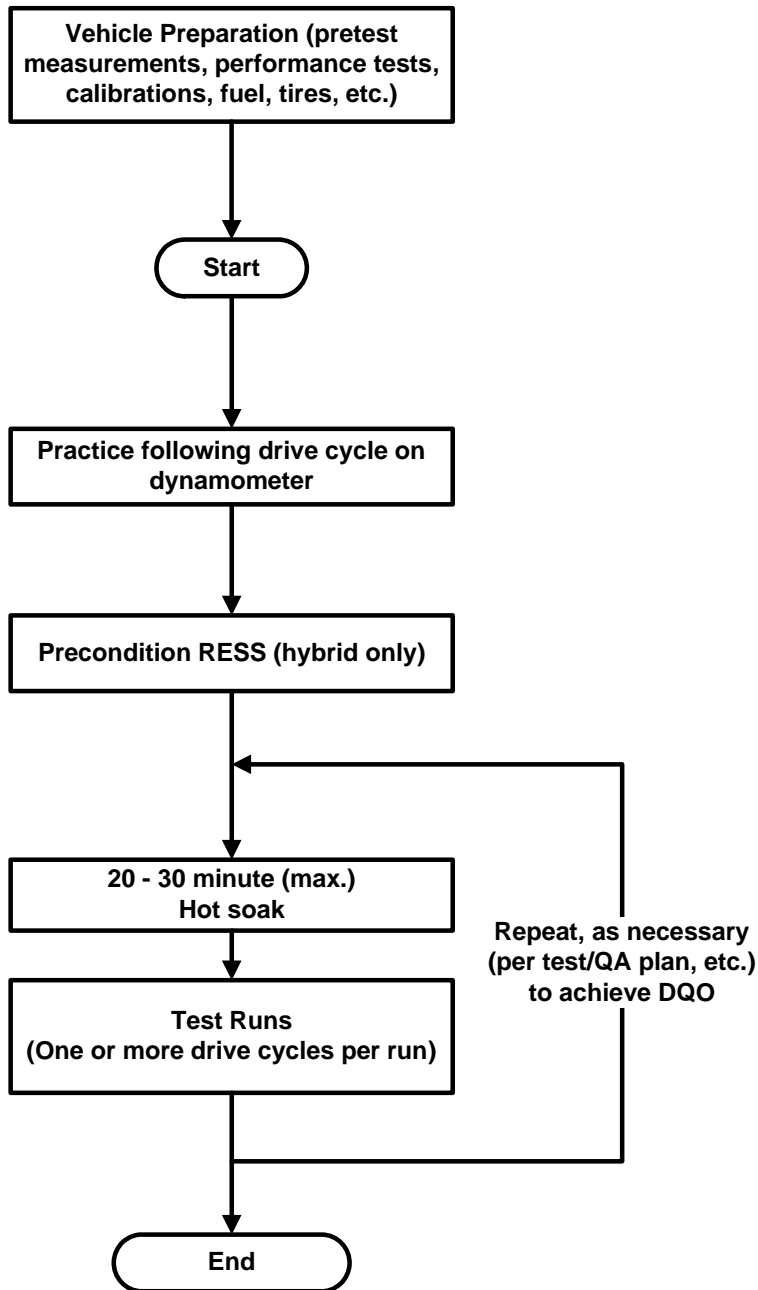 Vehicle Preparation (pretest
measurements, performance tests,
calibrations, fuel, tires, etc.)
Start
Practice following drive cycle on
dynamometer
Precondition RESS (hybrid only)
20 - 30 minute (max.)
Hot soak
Repeat, as necessary
(per test/QA plan, etc.)
to achieve DQO
Test Runs
(One or more drive cycles per run)
End